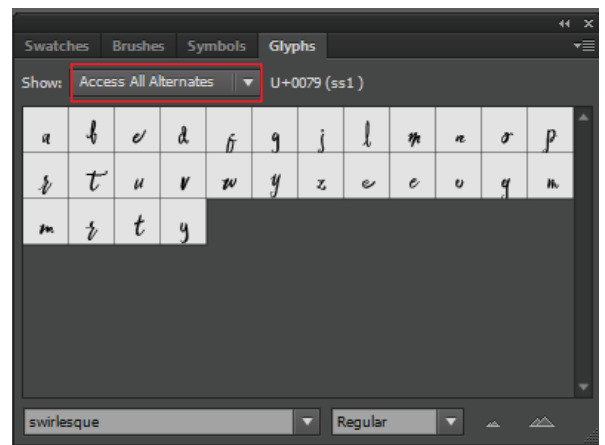 Swatches Brushes Symbols Glyphs
Show: Access All Alternates U+0079 (ss1 )
a b e d g j l m n o p
r t u v w y z e e o q m
m r t y
swirlesque Regular